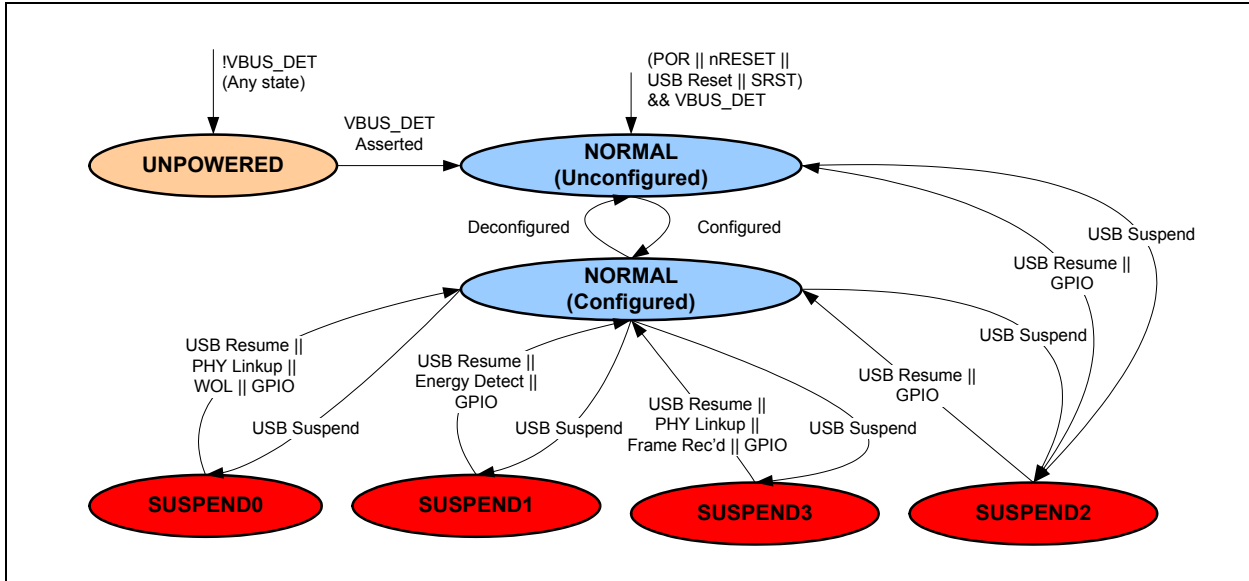 !VBUS_DET
(Any state)
(POR || nRESET ||
USB Reset || SRST)
&& VBUS_DET
VBUS_DET
Asserted
UNPOWERED
NORMAL
(Unconfigured)
Deconfigured
Configured
USB Suspend
USB Resume ||
GPIO
NORMAL
(Configured)
USB Resume ||
PHY Linkup ||
WOL || GPIO
USB Suspend
USB Resume ||
Energy Detect ||
GPIO
USB Suspend
USB Resume ||
PHY Linkup ||
Frame Rec'd || GPIO
USB Suspend
USB Resume ||
GPIO
USB Suspend
SUSPEND0
SUSPEND1
SUSPEND3
SUSPEND2